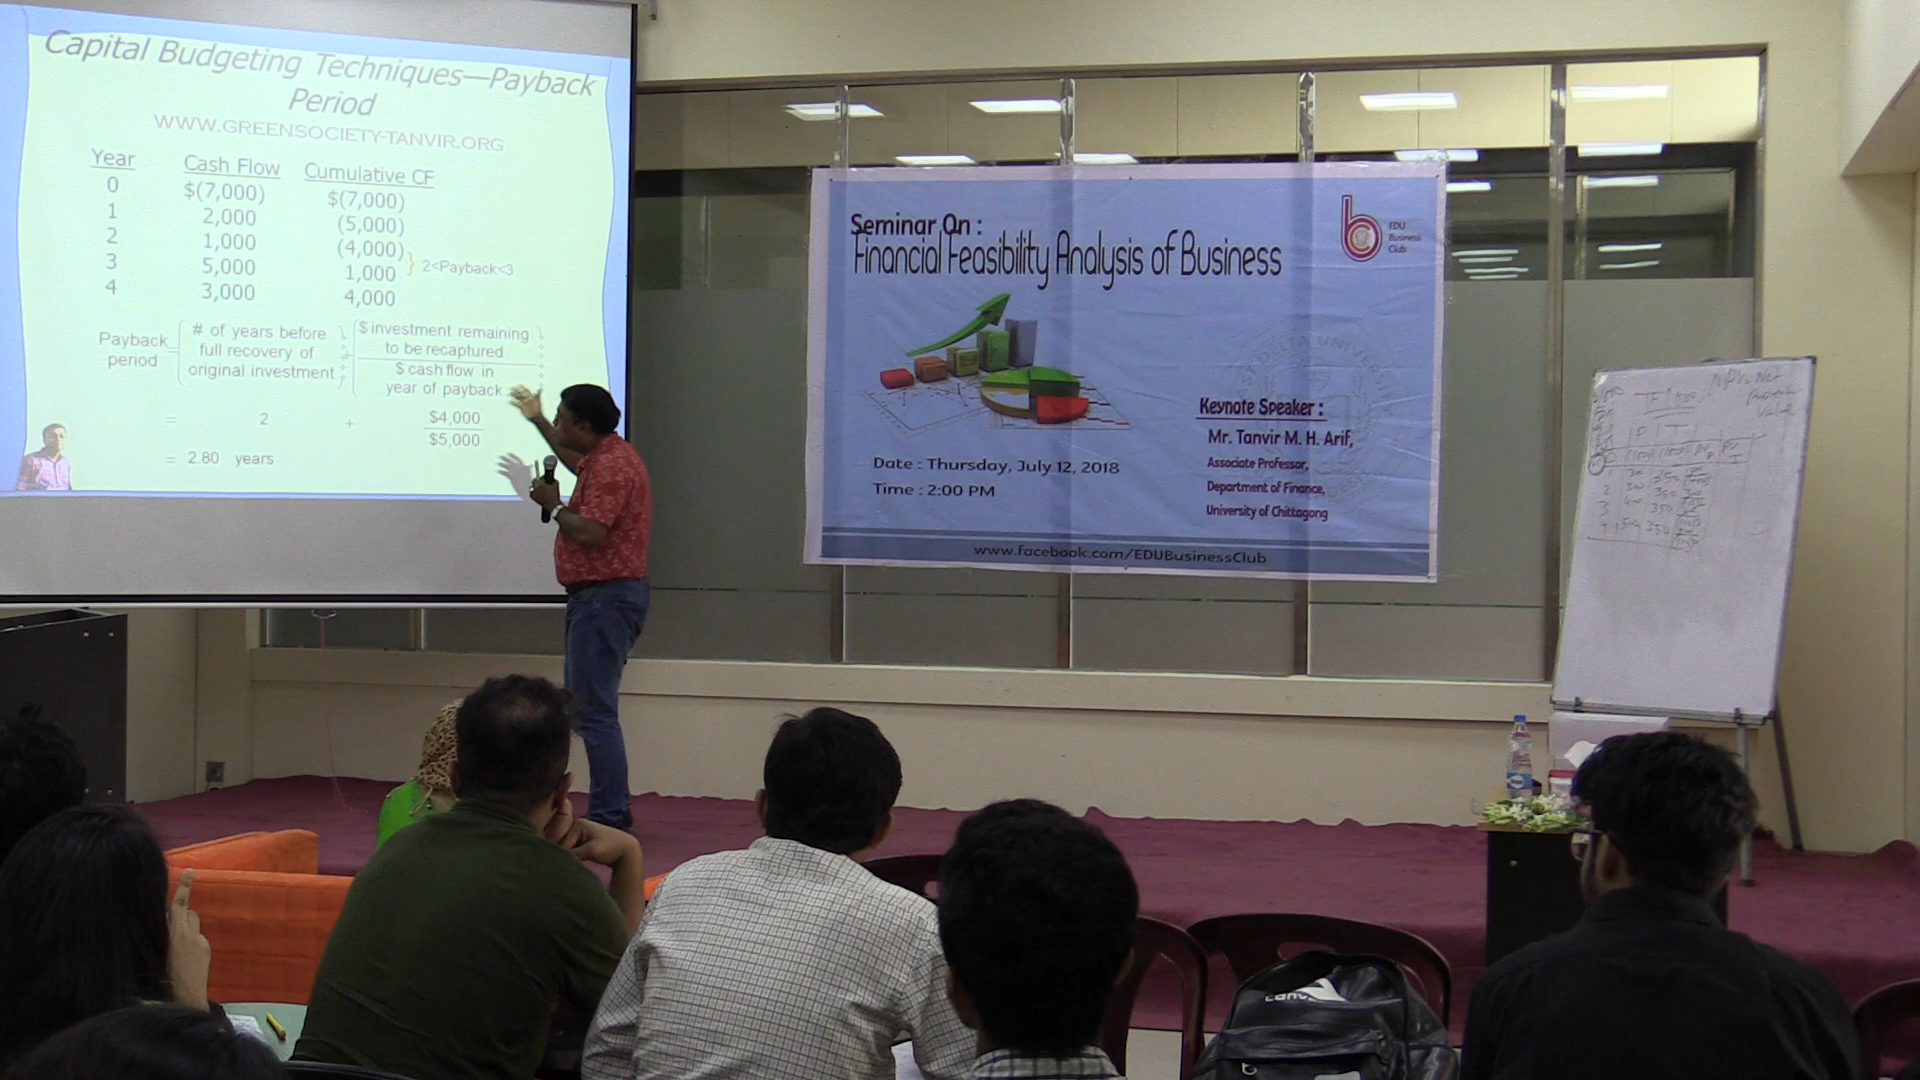 Capital Budgeting Techniques—Payback
Period
WWW.GREENSOCIETY-TANVIR.ORG
Year Cash Flow Cumulative CF
0 $(7,000) $(7,000)
1 2,000 (5,000)
2 1,000 (4,000)
3 5,000 1,000
4 3,000 4,000
2<Payback<3
Payback
period
=
# of years before
full recovery of
original investment
+
$ investment remaining
to be recaptured
$ cash flow in
year of payback
= 2 + $4,000
$5,000
= 2.80 years
Seminar On :
Financial Feasibility Analysis of Business
EDU
Business
Club
Keynote Speaker :
Mr. Tanvir M. H. Arif,
Associate Professor,
Department of Finance,
University of Chittagong
Date : Thursday, July 12, 2018
Time : 2:00 PM
www.facebook.com/EDUBusinessClub
NPV= Net
Present
Value